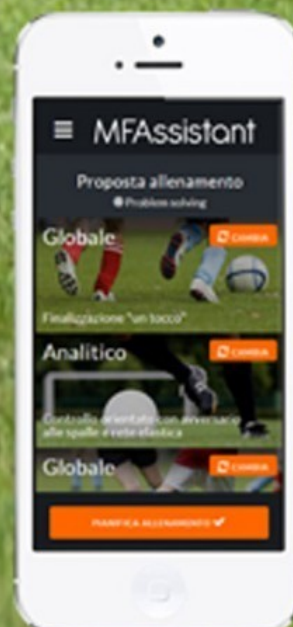 MFAssistant
Proposta allenamento
Problem solving
Globale
CAMBIA
Finalizzazione "un tocco"
Analitico
CAMBIA
Controllo orientato con avversario
alle spalle e rete elastica
Globale
CAMBIA
PIANIFICA ALLENAMENTO